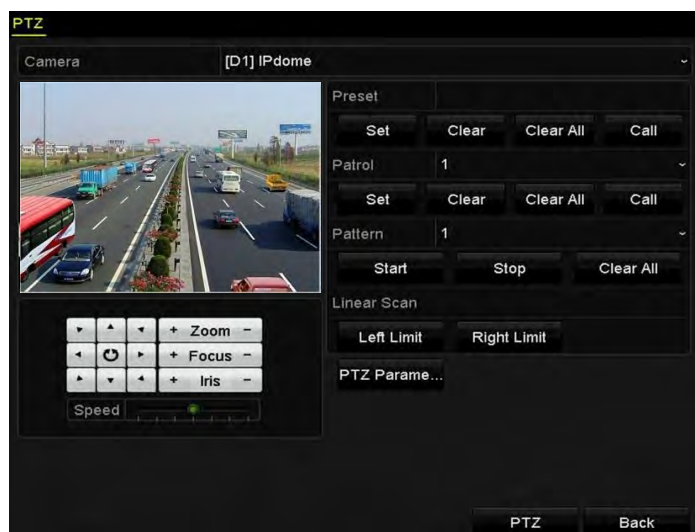 PTZ
Camera [D1] IPdome
Preset
Set Clear Clear All Call
Patrol 1
Set Clear Clear All Call
Pattern 1
Start Stop Clear All
Linear Scan
Left Limit Right Limit
PTZ Parame...
+ Zoom -
+ Focus -
+ Iris -
Speed
PTZ Back